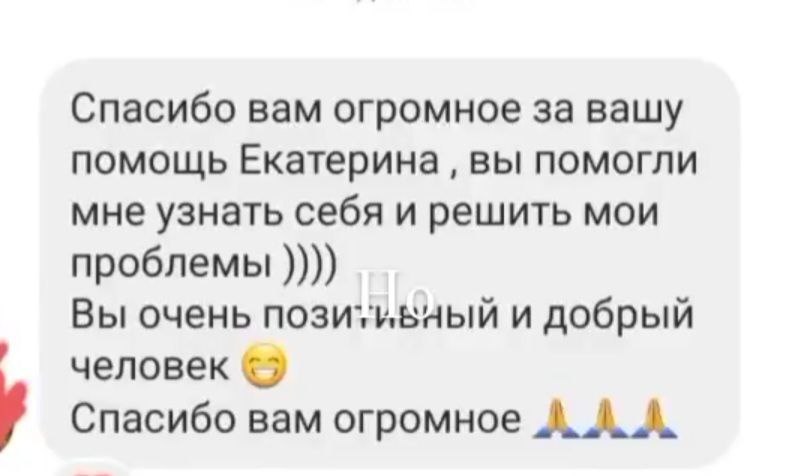 Спасибо вам огромное за вашу
помощь Екатерина , вы помогли
мне узнать себя и решить мои
проблемы ))))
Но
Вы очень позитивный и добрый
человек 😁
Спасибо вам огромное 🙏🙏🙏